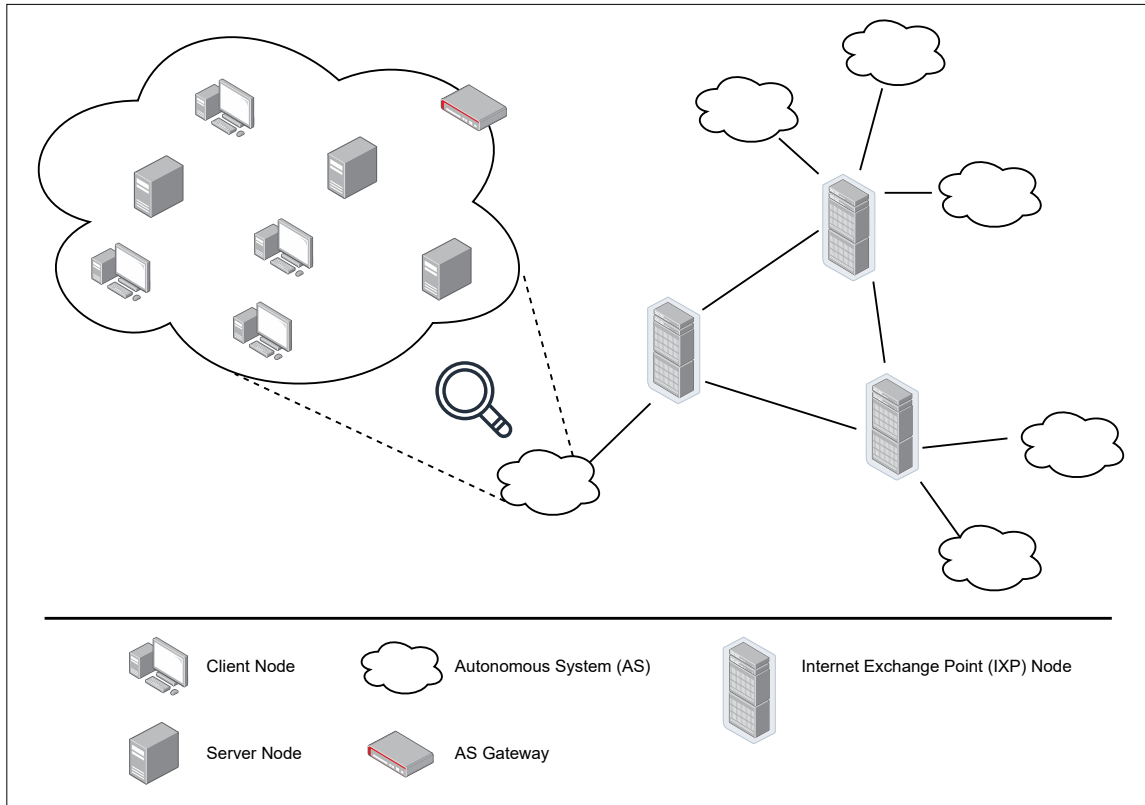 Client Node
Autonomous System (AS)
Internet Exchange Point (IXP) Node
Server Node
AS Gateway